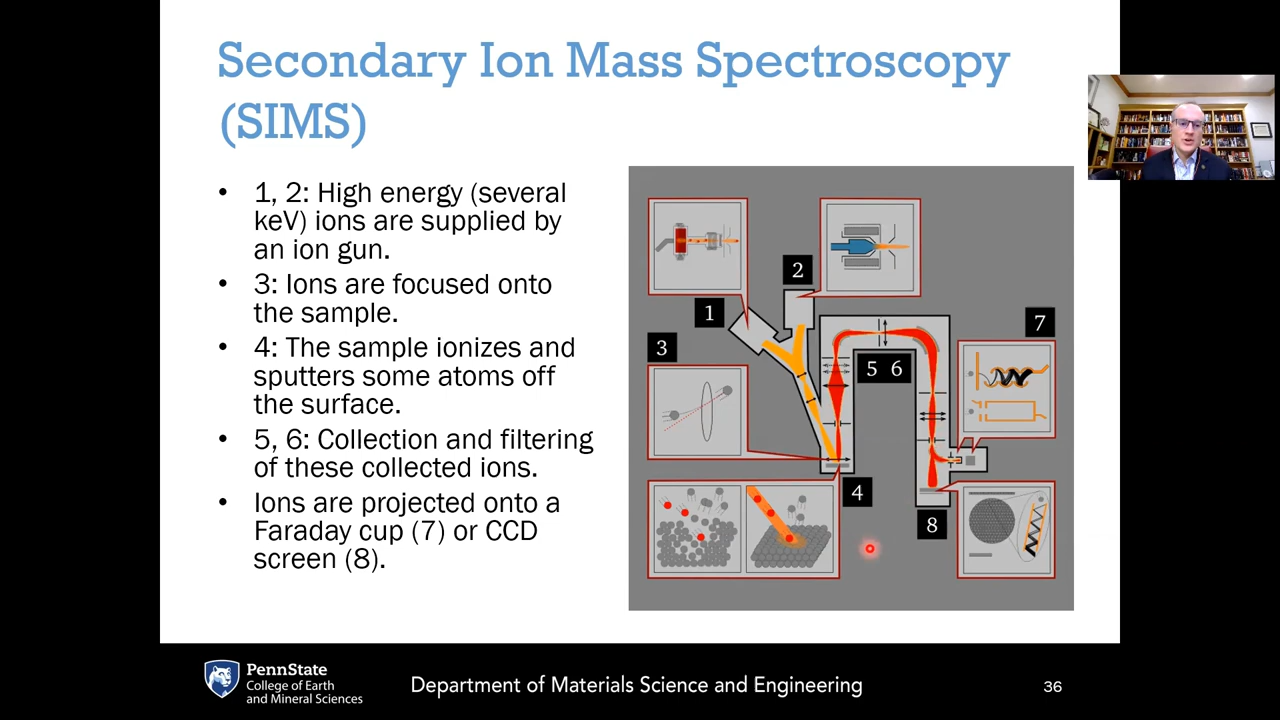 Secondary Ion Mass Spectroscopy
(SIMS)
• 1, 2: High energy (several
keV) ions are supplied by
an ion gun.
• 3: Ions are focused onto
the sample.
• 4: The sample ionizes and
sputters some atoms off
the surface.
• 5, 6: Collection and filtering
of these collected ions.
• Ions are projected onto a
Faraday cup (7) or CCD
screen (8).
1
2
3
4
5 6
7
8
PennState
College of Earth
and Mineral Sciences
Department of Materials Science and Engineering
36